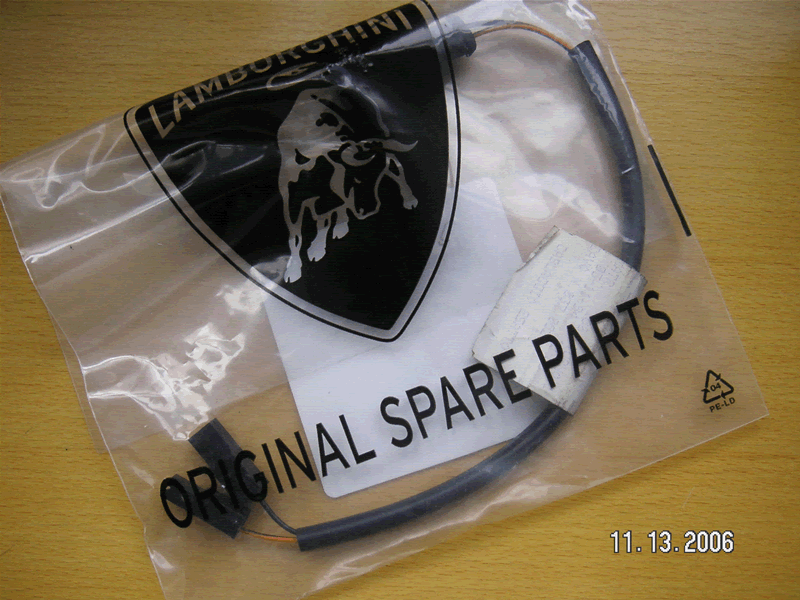 LAMBORGHINI
ORIGINAL SPARE PARTS
04
PE-LD
11.13.2006